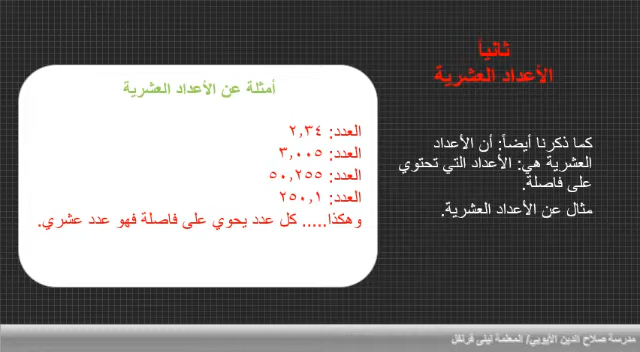 ثانياً
الأعداد العشرية
كما ذكرنا أيضاً: أن الأعداد
العشرية هي: الأعداد التي تحتوي
على فاصلة.
مثال عن الأعداد العشرية.
أمثلة عن الأعداد العشرية
العدد: ٢,٣٤
العدد: ٣,٠٠٥
العدد: ٥٠,٢٥٥
العدد: ٢٥٠,١
وهكذا..... كل عدد يحوي على فاصلة فهو عدد عشري.
مدرسة صلاح الدين الأيوبي/ المعلمة ليلى قرنفل